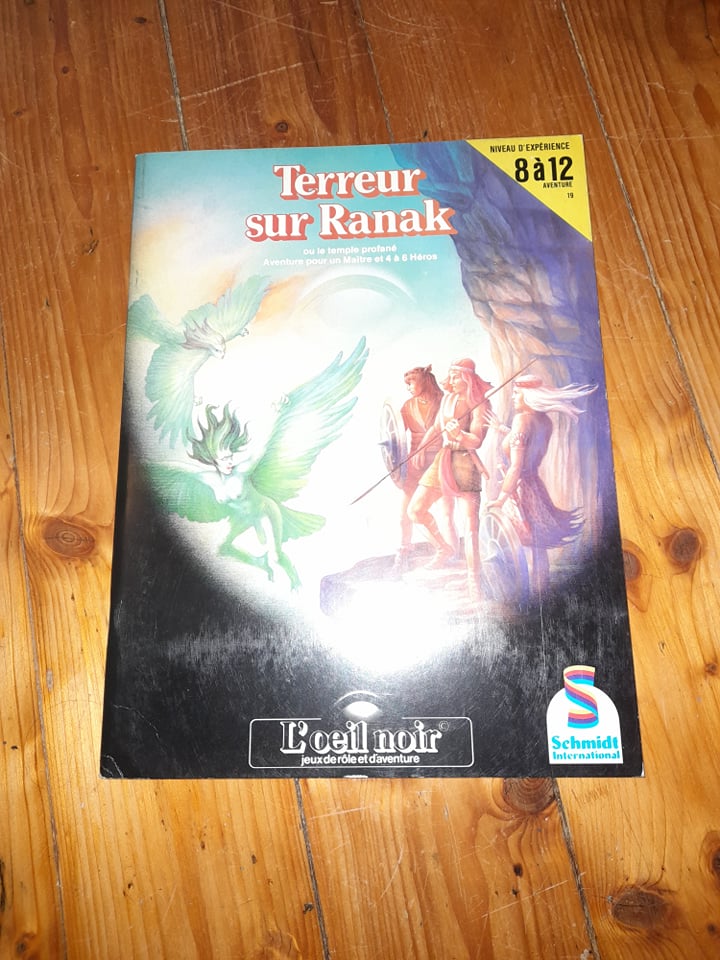 NIVEAU D'EXPÉRIENCE
8 à 12
AVENTURE
19
Terreur
sur Ranak
ou le temple profané
Aventure pour un Maître et 4 à 6 Héros
L'oeil noir©
jeux de rôle et d'aventure
Schmidt
International